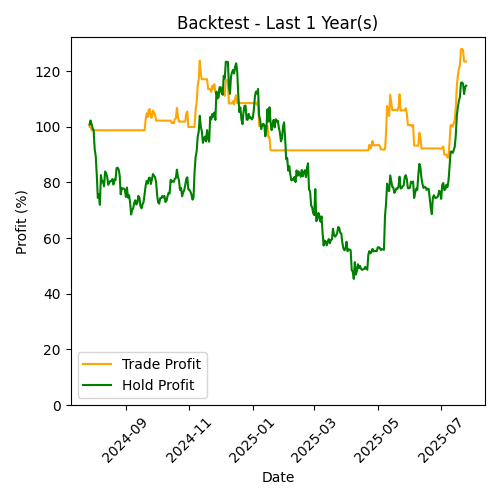 Backtest - Last 1 Year(s)
Profit (%)
120
100
80
60
40
20
0
Trade Profit
Hold Profit
2024-09
2024-11
2025-01
2025-03
2025-05
2025-07
Date